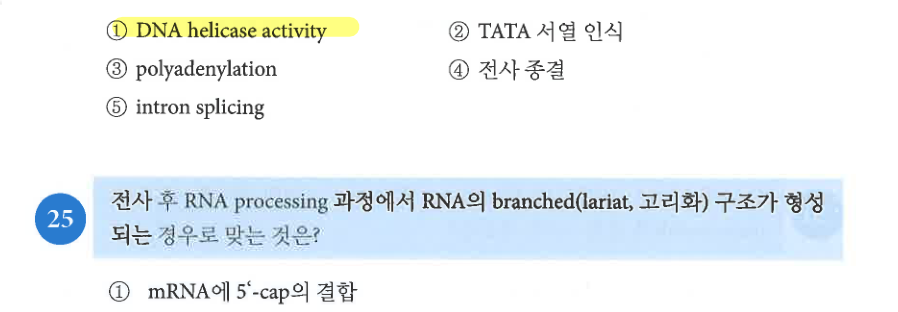 ① DNA helicase activity ② TATA 서열 인식
③ polyadenylation ④ 전사 종결
⑤ intron splicing
25 전사 후 RNA processing 과정에서 RNA의 branched(lariat, 고리화) 구조가 형성
되는 경우로 맞는 것은?
① mRNA에 5‘-cap의 결합